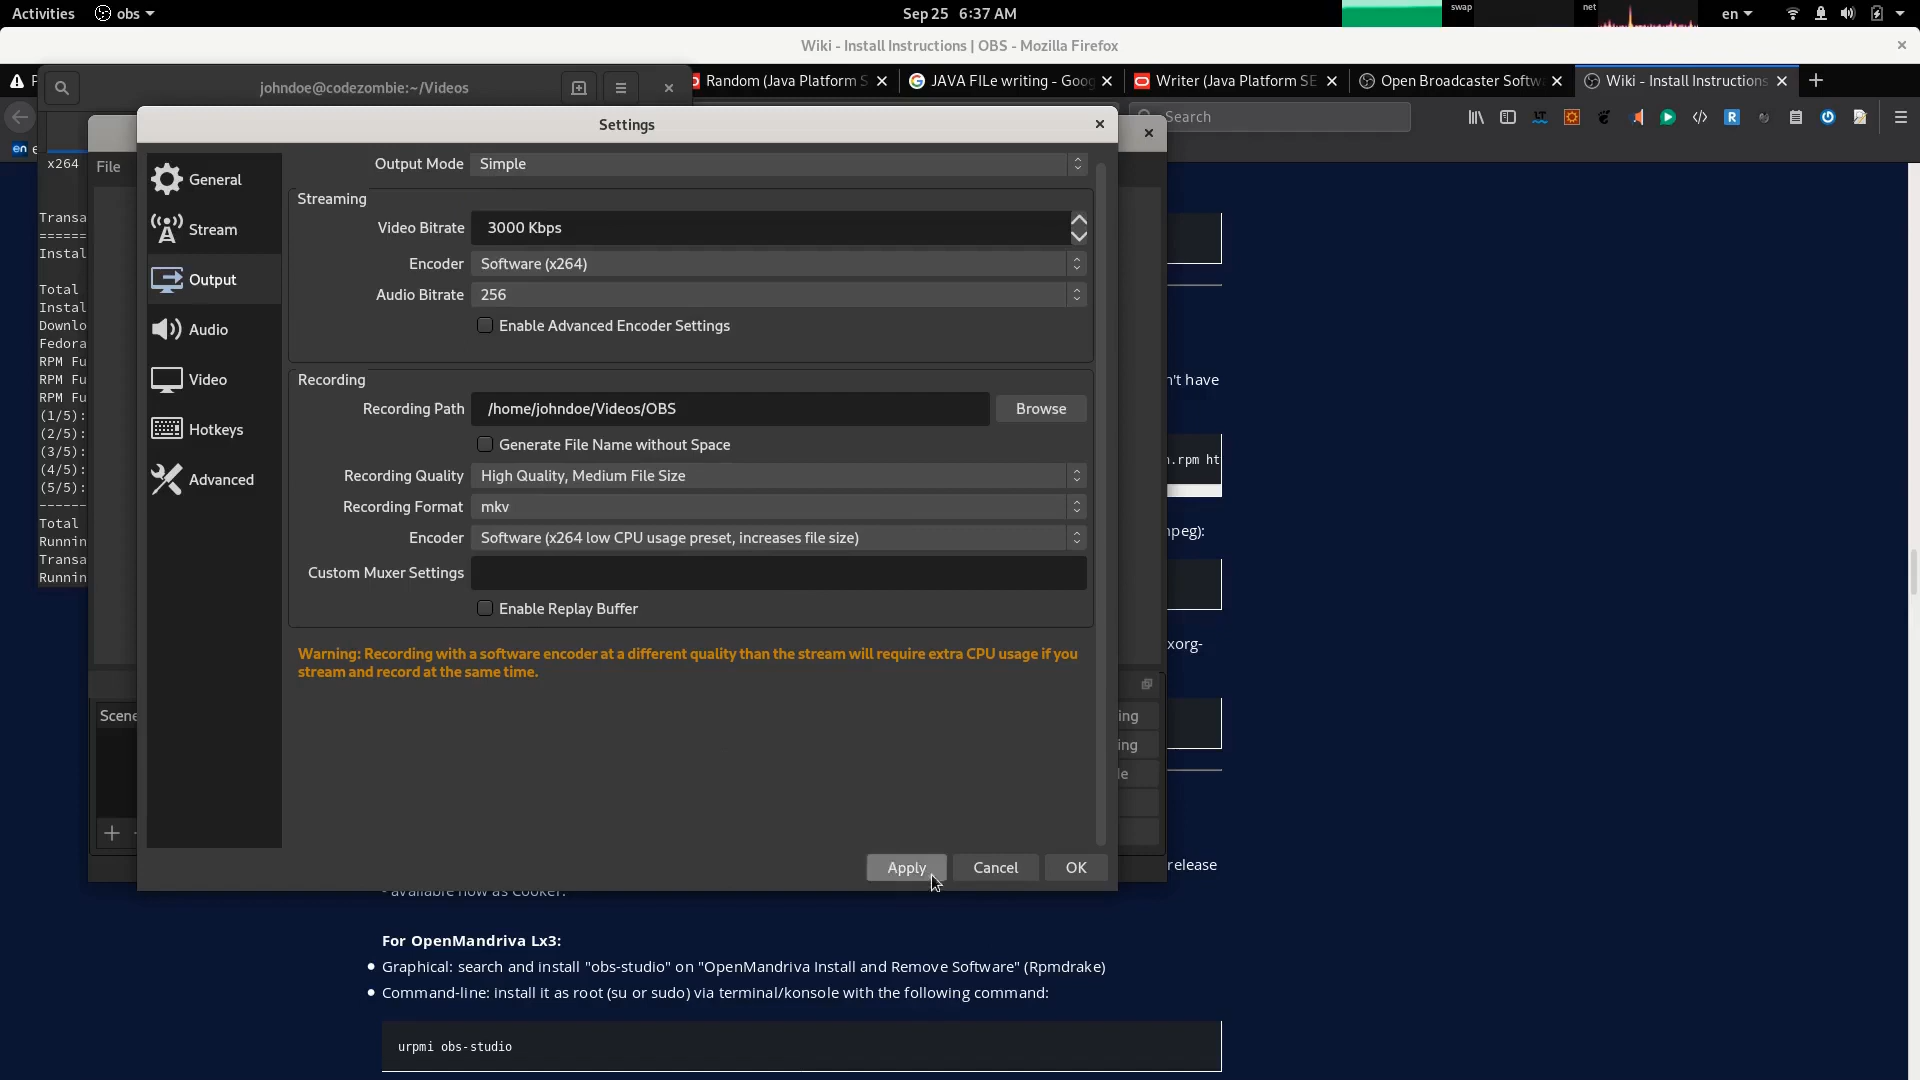 Activities
obs
Sep 25 6:37 AM
swap
net
en
Wiki - Install Instructions | OBS - Mozilla Firefox
johndoe@codezombie:~/Videos
Random (Java Platform S
JAVA FILe writing - Goog
Writer (Java Platform SE
Open Broadcaster Softw
Wiki - Install Instructions
Search
en
x264
File
Transa
======
Instal
Total
Instal
Downlo
Fedora
RPM Fu
RPM Fu
RPM Fu
(1/5):
(2/5):
(3/5):
(4/5):
(5/5):
------
Total
Runnin
Transa
Runnin
Scene
Settings
General
Stream
Output
Audio
Video
Hotkeys
Advanced
Output Mode Simple
Streaming
Video Bitrate 3000 Kbps
Encoder Software (x264)
Audio Bitrate 256
Enable Advanced Encoder Settings
Recording
Recording Path /home/johndoe/Videos/OBS Browse
Generate File Name without Space
Recording Quality High Quality, Medium File Size
Recording Format mkv
Encoder Software (x264 low CPU usage preset, increases file size)
Custom Muxer Settings
Enable Replay Buffer
Warning: Recording with a software encoder at a different quality than the stream will require extra CPU usage if you
stream and record at the same time.
Apply Cancel OK
ing
ing
le
n't have
n.rpm ht
npeg):
xorg-
release
- available now as Cooker.
For OpenMandriva Lx3:
Graphical: search and install "obs-studio" on "OpenMandriva Install and Remove Software" (Rpmdrake)
Command-line: install it as root (su or sudo) via terminal/konsole with the following command:
urpmi obs-studio